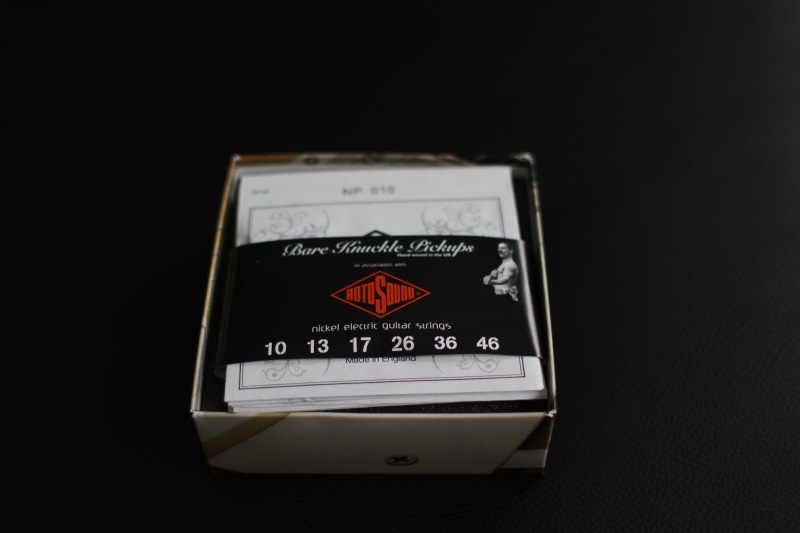 NP 010
Bare Knuckle Pickups
Hand wound in the UK
in association with
ROTOSOUND
nickel electric guitar strings
10 13 17 26 36 46
Made in England